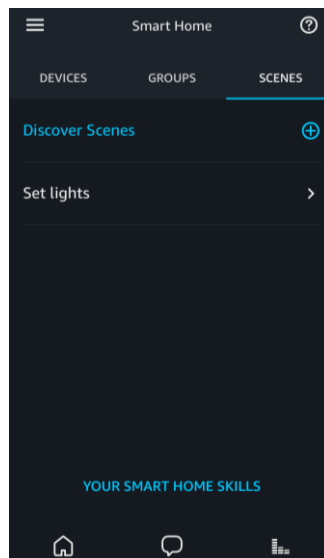 Smart Home
DEVICES GROUPS SCENES
Discover Scenes
Set lights
YOUR SMART HOME SKILLS